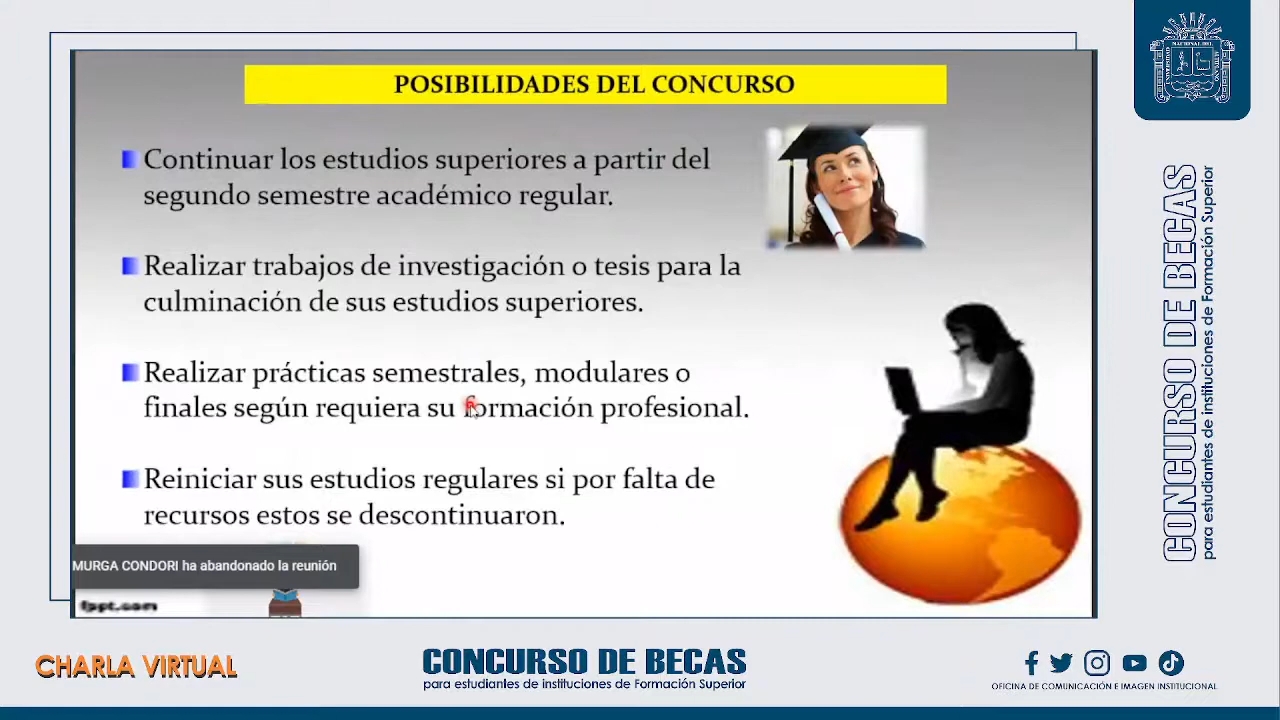 POSIBILIDADES DEL CONCURSO
Continuar los estudios superiores a partir del
segundo semestre académico regular.
Realizar trabajos de investigación o tesis para la
culminación de sus estudios superiores.
Realizar prácticas semestrales, modulares o
finales según requiera su formación profesional.
Reiniciar sus estudios regulares si por falta de
recursos estos se descontinuaron.
MURGA CONDORI ha abandonado la reunión
fppt.com
CHARLA VIRTUAL
CONCURSO DE BECAS
para estudiantes de instituciones de Formación Superior
OFICINA DE COMUNICACIÓN E IMAGEN INSTITUCIONAL
CONCURSO DE BECAS
para estudiantes de instituciones de Formación Superior